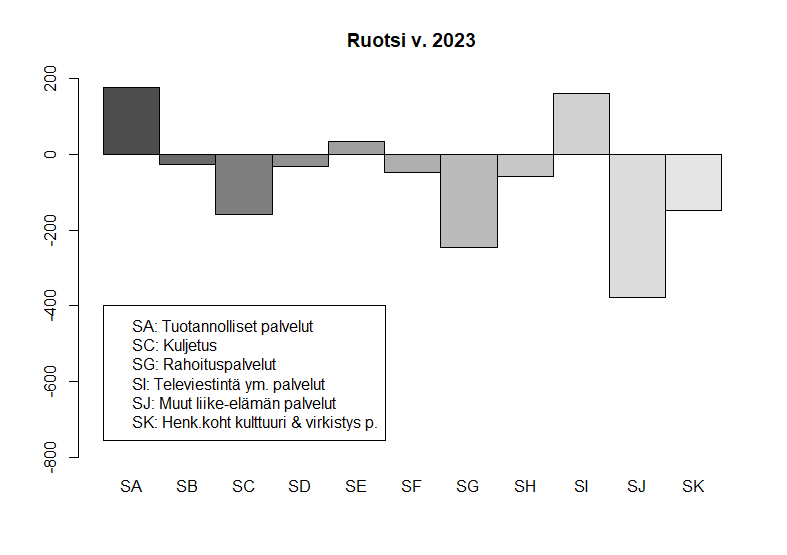 Ruotsi v. 2023
200
0
-200
-400
-600
-800
SA: Tuotannolliset palvelut
SC: Kuljetus
SG: Rahoituspalvelut
SI: Televiestintä ym. palvelut
SJ: Muut liike-elämän palvelut
SK: Henk.koht kulttuuri & virkistys p.
SA SB SC SD SE SF SG SH SI SJ SK